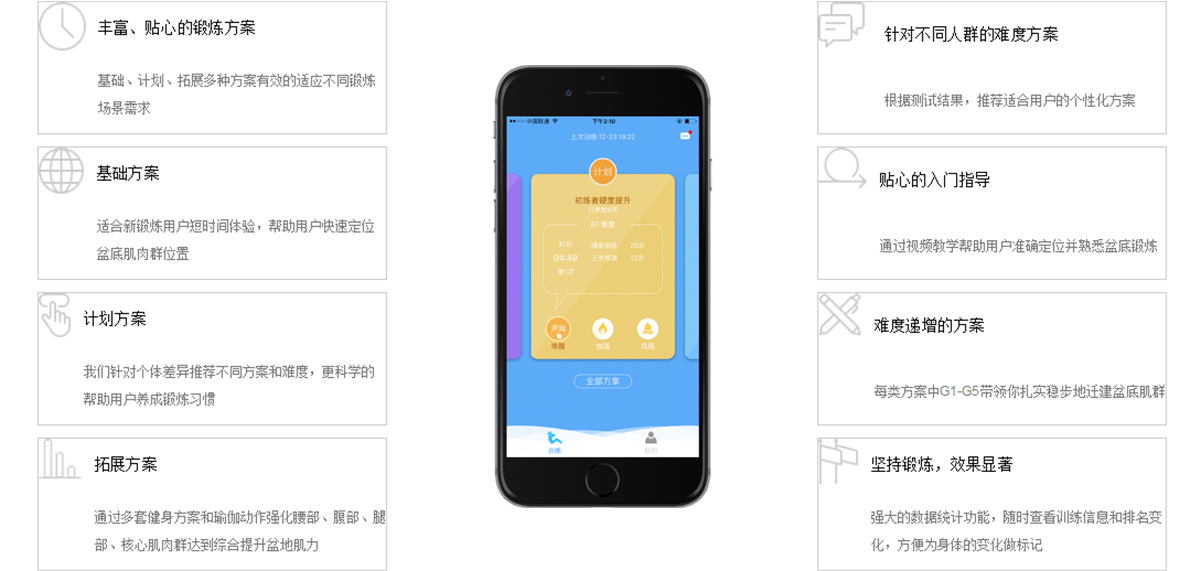 丰富、贴心的锻炼方案
基础、计划、拓展多种方案有效的适应不同锻炼
场景需求
基础方案
适合新锻炼用户短时间体验，帮助用户快速定位
盆底肌肉群位置
计划方案
我们针对个体差异推荐不同方案和难度，更科学的
帮助用户养成锻炼习惯
拓展方案
通过多套健身方案和瑜伽动作强化腰部、腹部、腿
部、核心肌肉群达到综合提升盆地肌力
中国联通
下午2:10
上次训练:12-23 19:22
计划
初练者硬度提升
G1 难度
时长
04:49
第1次
25次
12次
开始
唤醒
加强
巩固
全部方案
训练
我的
针对不同人群的难度方案
根据测试结果，推荐适合用户的个性化方案
贴心的入门指导
通过视频教学帮助用户准确定位并熟悉盆底锻炼
难度递增的方案
每类方案中G1-G5带领你扎实稳步地迁建盆底肌群
坚持锻炼，效果显著
强大的数据统计功能，随时查看训练信息和排名变
化，方便为身体的变化做标记